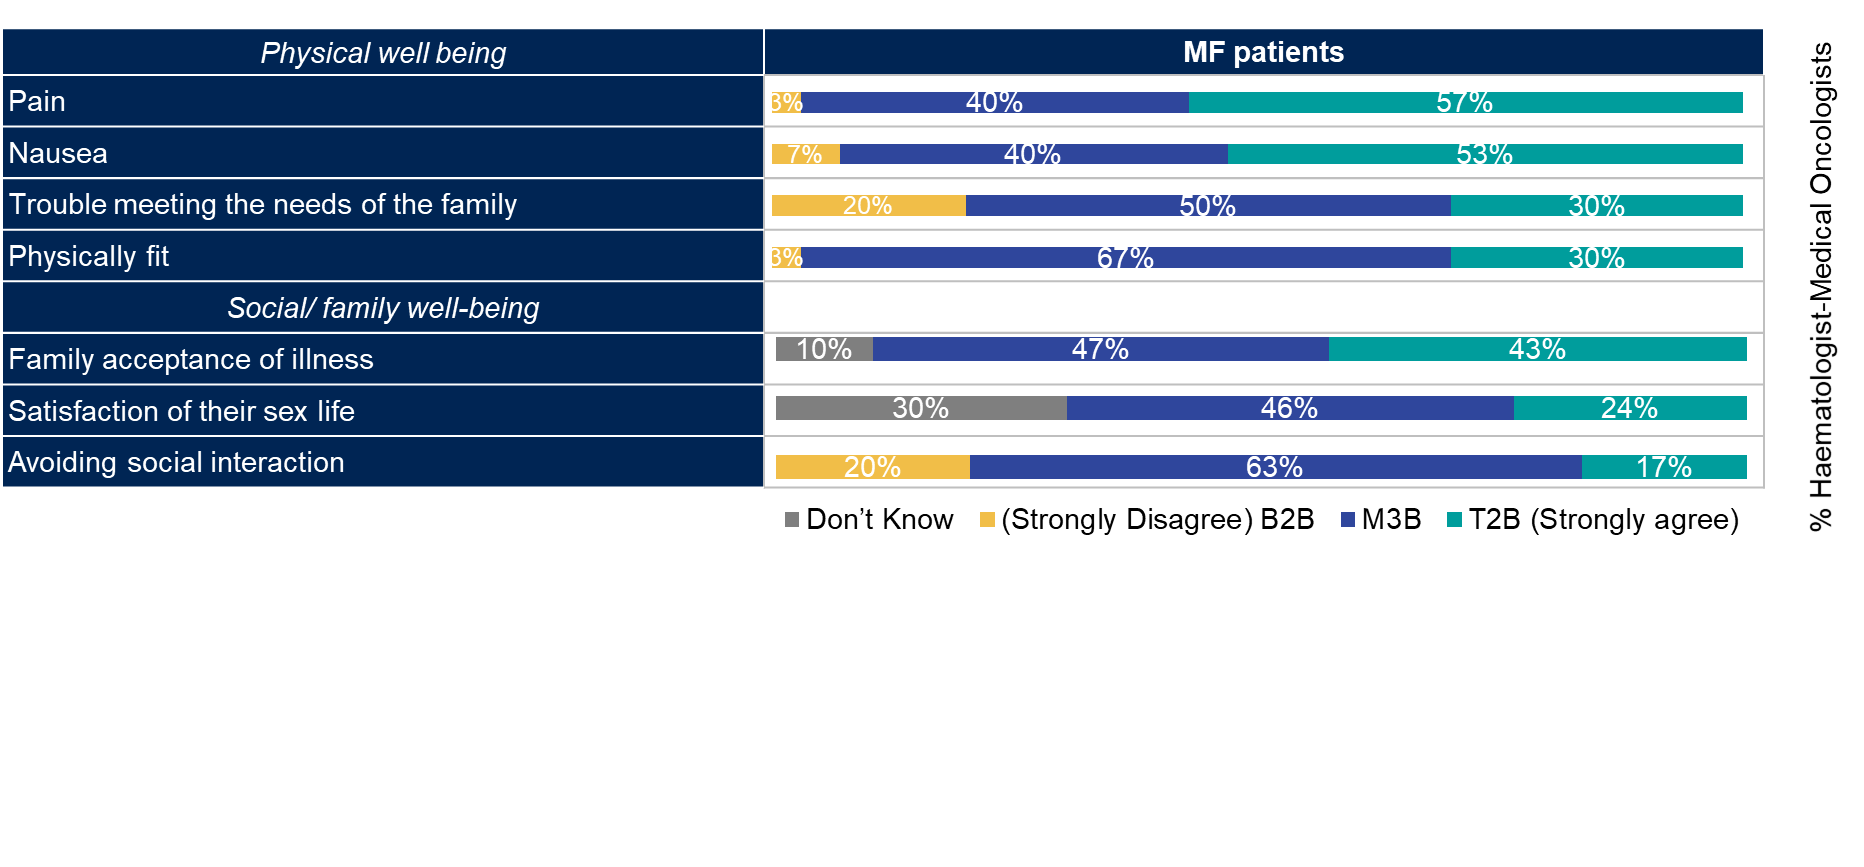 Physical well being MF patients
Pain 3% 40% 57%
Nausea 7% 40% 53%
Trouble meeting the needs of the family 20% 50% 30%
Physically fit 3% 67% 30%
Social/ family well-being
Family acceptance of illness 10% 47% 43%
Satisfaction of their sex life 30% 46% 24%
Avoiding social interaction 20% 63% 17%
Don’t Know (Strongly Disagree) B2B M3B T2B (Strongly agree)
% Haematologist-Medical Oncologists